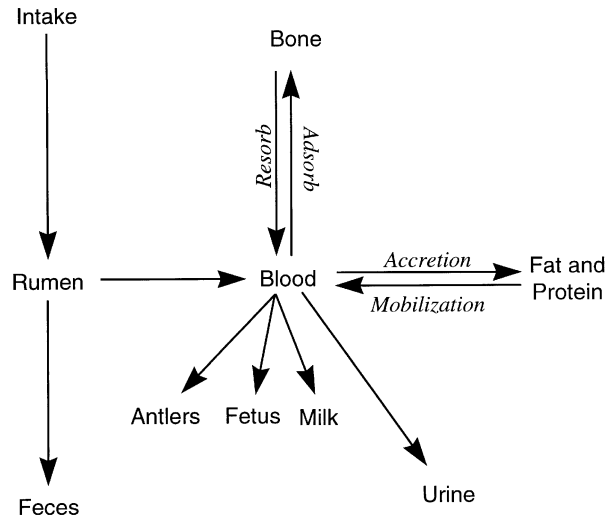 Intake
Bone
Resorb
Adsorb
Rumen
Blood
Accretion
Mobilization
Fat and
Protein
Antlers
Fetus
Milk
Urine
Feces